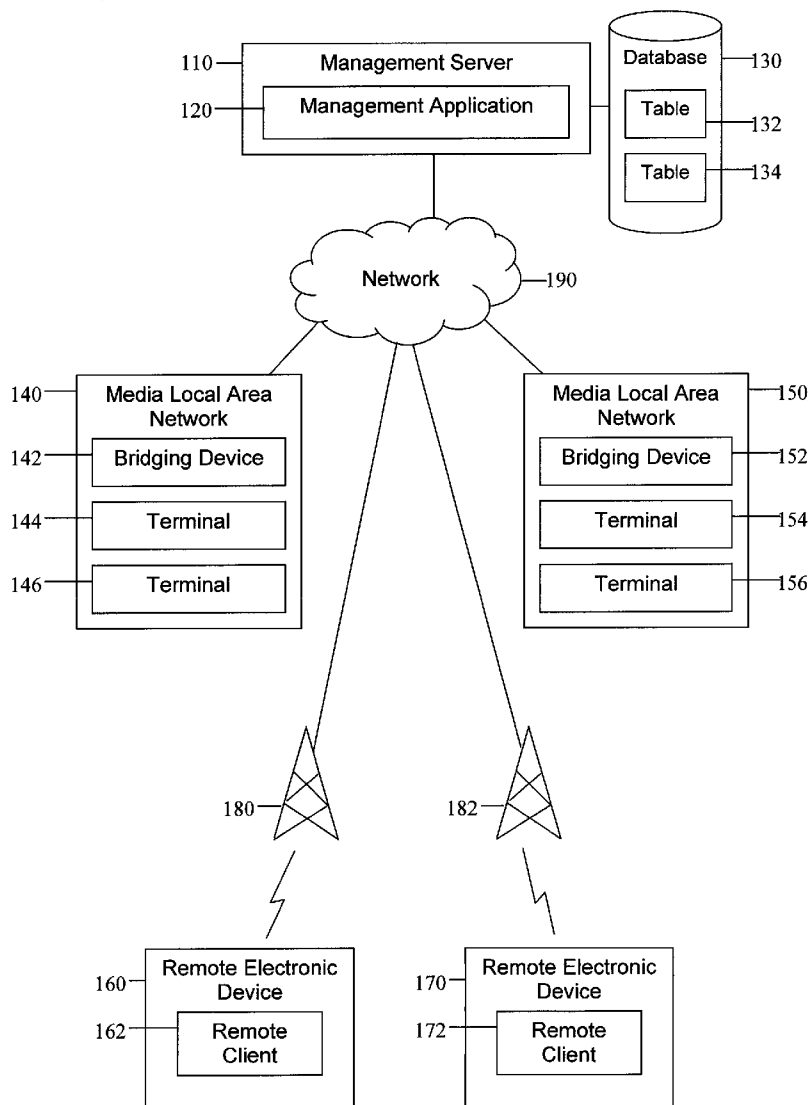 110 Management Server Database 130
120 Management Application Table 132
Table 134
Network 190
140 Media Local Area Network Media Local Area Network 150
142 Bridging Device Bridging Device 152
144 Terminal Terminal 154
146 Terminal Terminal 156
180 182
160 Remote Electronic Device 170 Remote Electronic Device
162 Remote Client 172 Remote Client